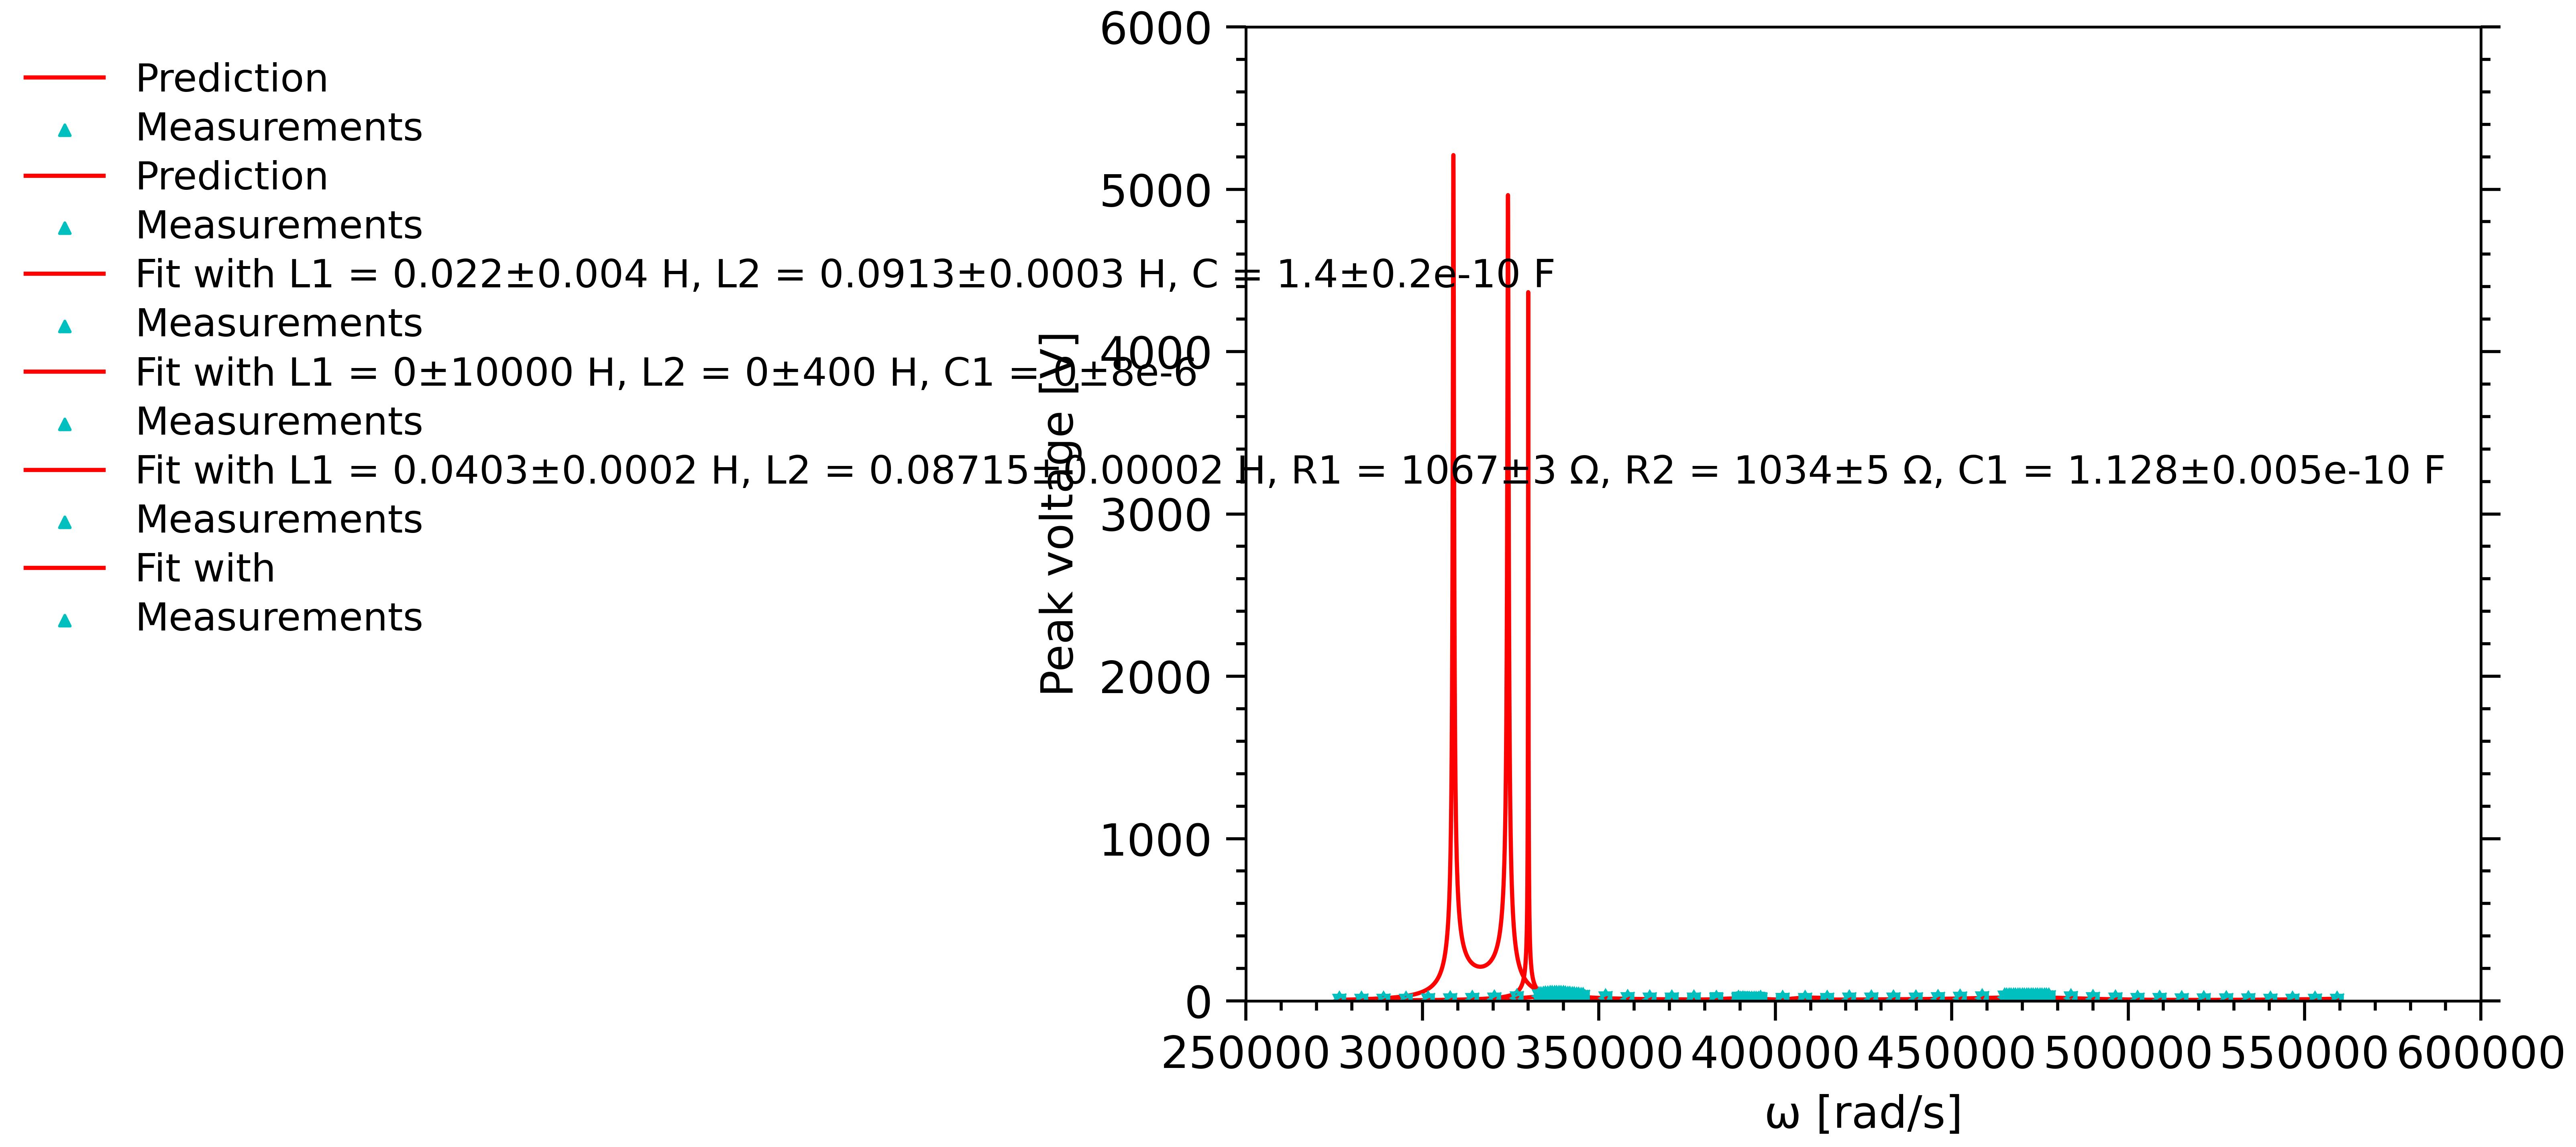 Prediction
Measurements
Prediction
Measurements
Fit with L1 = 0.022±0.004 H, L2 = 0.0913±0.0003 H, C = 1.4±0.2e-10 F
Measurements
Fit with L1 = 0±10000 H, L2 = 0±400 H, C1 = 0±8e-6
Measurements
Fit with L1 = 0.0403±0.0002 H, L2 = 0.08715±0.00002 H, R1 = 1067±3 Ω, R2 = 1034±5 Ω, C1 = 1.128±0.005e-10 F
Measurements
Fit with
Measurements
Peak voltage [V]
6000
5000
4000
3000
2000
1000
0
250000 300000 350000 400000 450000 500000 550000 600000
ω [rad/s]